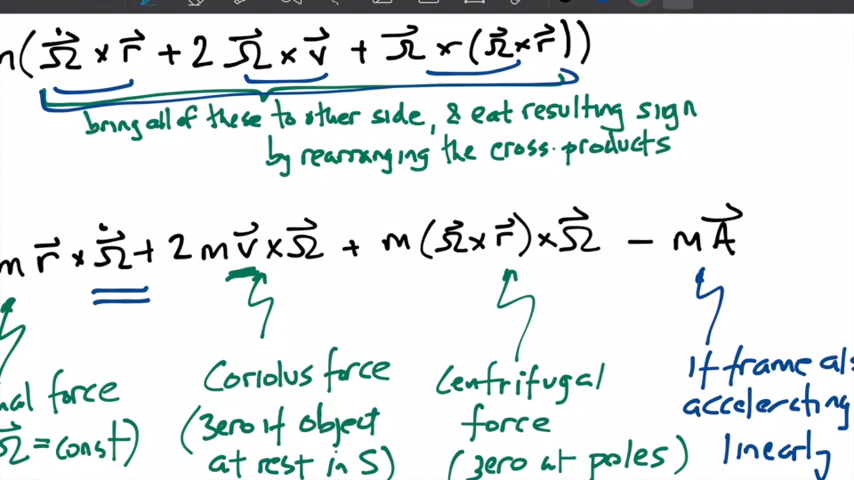 m(Ω⃗̇ × r⃗ + 2 Ω⃗ × v⃗ + Ω⃗ × (Ω⃗ × r⃗))
bring all of these to other side, & eat resulting sign
by rearranging the cross-products
m r⃗ × Ω⃗̇ + 2 m v⃗ × Ω⃗ + m (Ω⃗ × r⃗) × Ω⃗ − m A⃗
nal force
Ω⃗ = const)
Coriolus force
(zero if object
at rest in S)
Centrifugal
force
(zero at poles)
If frame als
accelerating
linearly